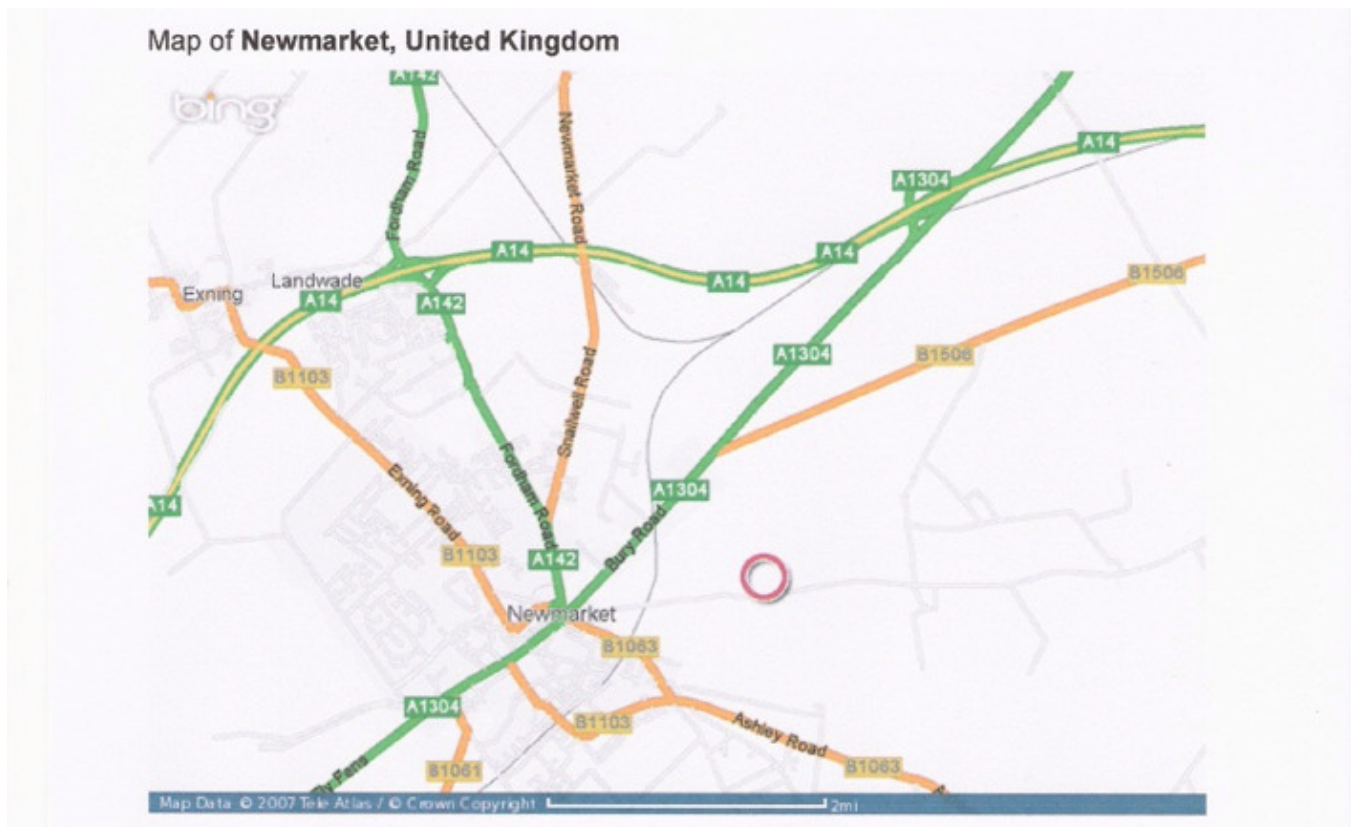 Map of Newmarket, United Kingdom
bing
A142
Fordham Road
Newmarket Road
A14
A1304
A14
A14
B1506
Landwade
Exning
A14
A142
A14
A1304
B1506
B1103
Snailwell Road
Fordham Road
Exning Road
A1304
A14
Bury Road
B1103
A142
Newmarket
B1063
A1304
B1103
Ashley Road
B1061
B1063
Map Data © 2007 Tele Atlas / © Crown Copyright
2mi